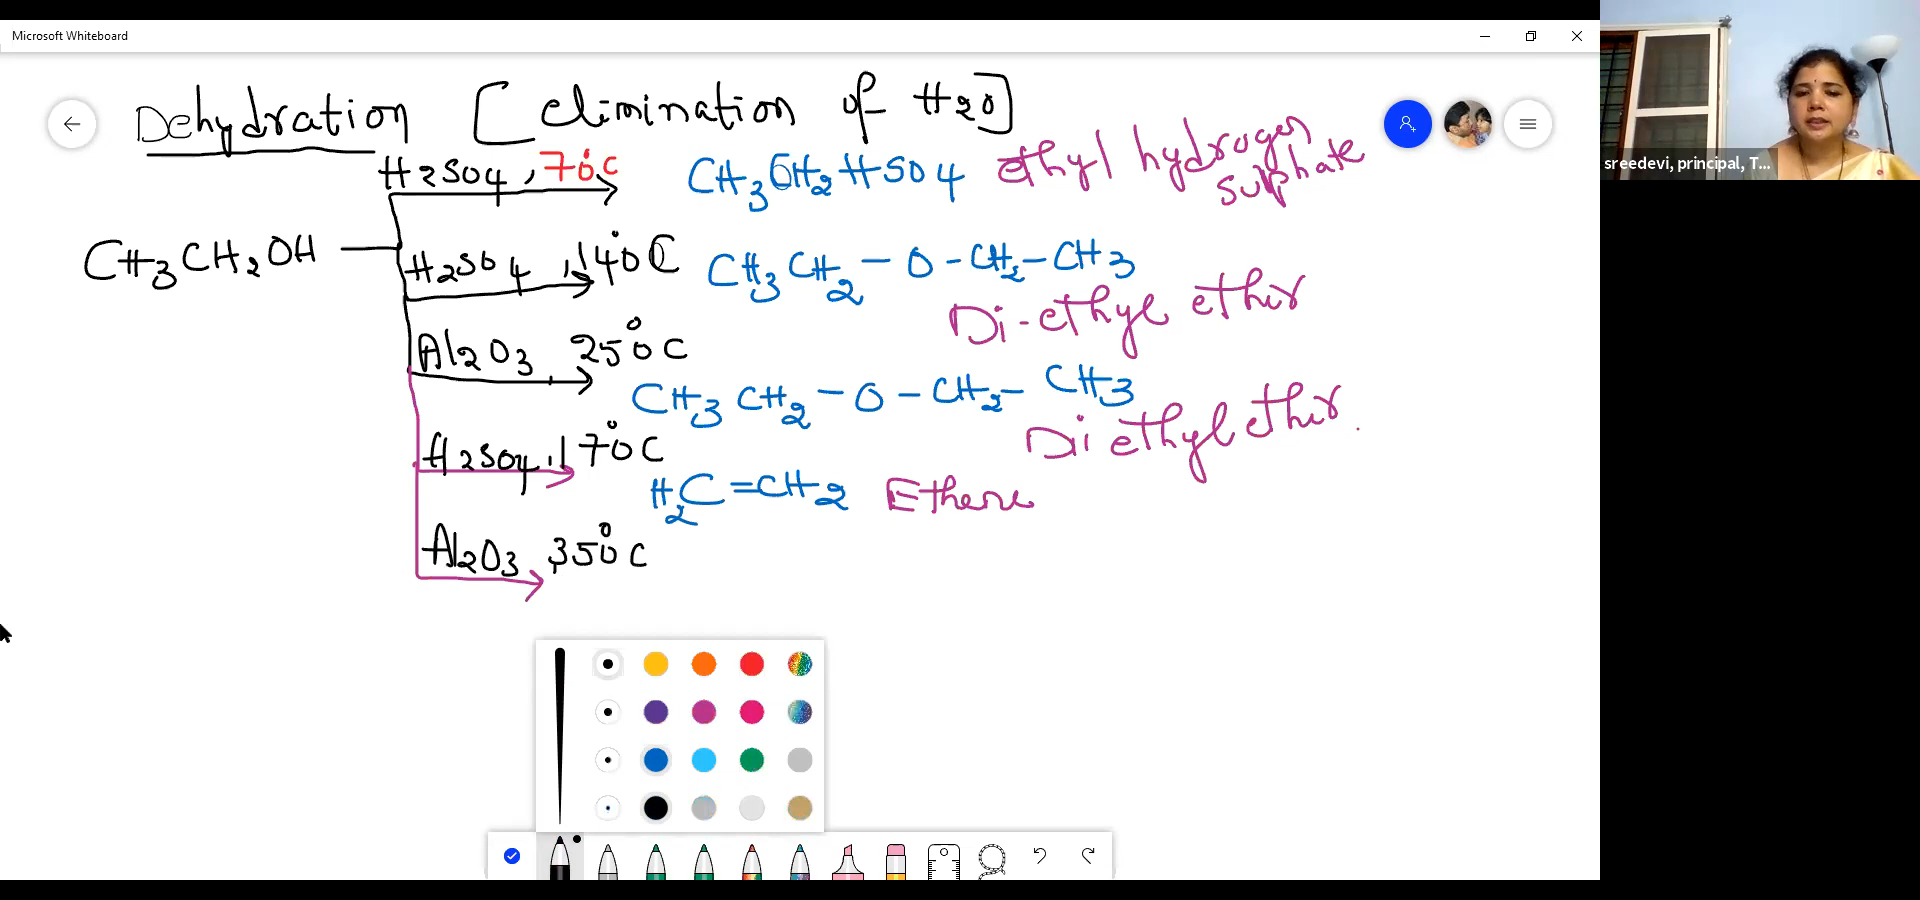 Microsoft Whiteboard
Dehydration [elimination of H2O]
H2SO4, 70°C CH3CH2HSO4 ethyl hydrogen sulphate
CH3CH2OH
H2SO4, 140°C CH3CH2-O-CH2-CH3
Di-ethyl ether
Al2O3 250°C
CH3CH2-O-CH2-CH3
Di ethyl ether.
H2SO4, 170°C
H2C=CH2 Ethene
Al2O3, 350°C
sreedevi, principal, T...